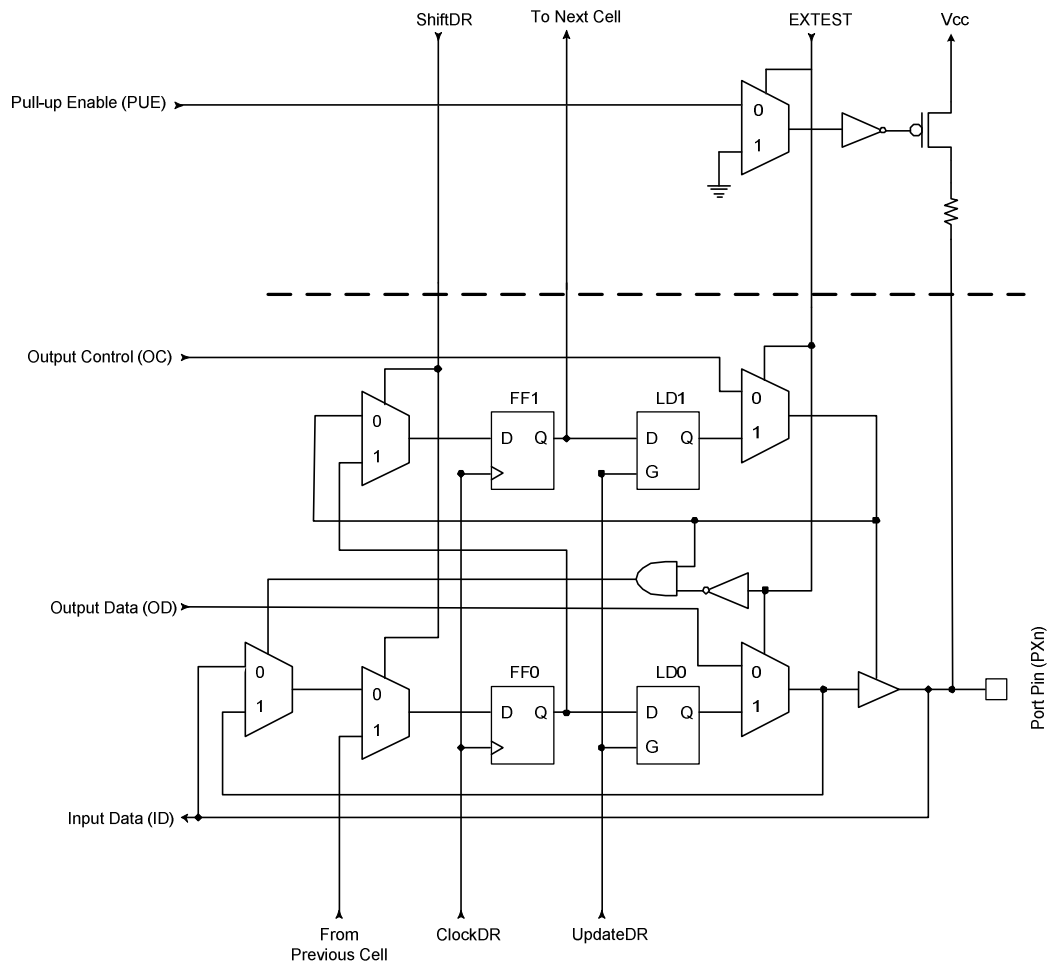 ShiftDR
To Next Cell
EXTEST
Vcc
Pull-up Enable (PUE)
0
1
Output Control (OC)
0
1
FF1
D Q
LD1
D Q
G
0
1
Output Data (OD)
0
1
0
1
FF0
D Q
LD0
D Q
G
0
1
Port Pin (PXn)
Input Data (ID)
From
Previous Cell
ClockDR
UpdateDR